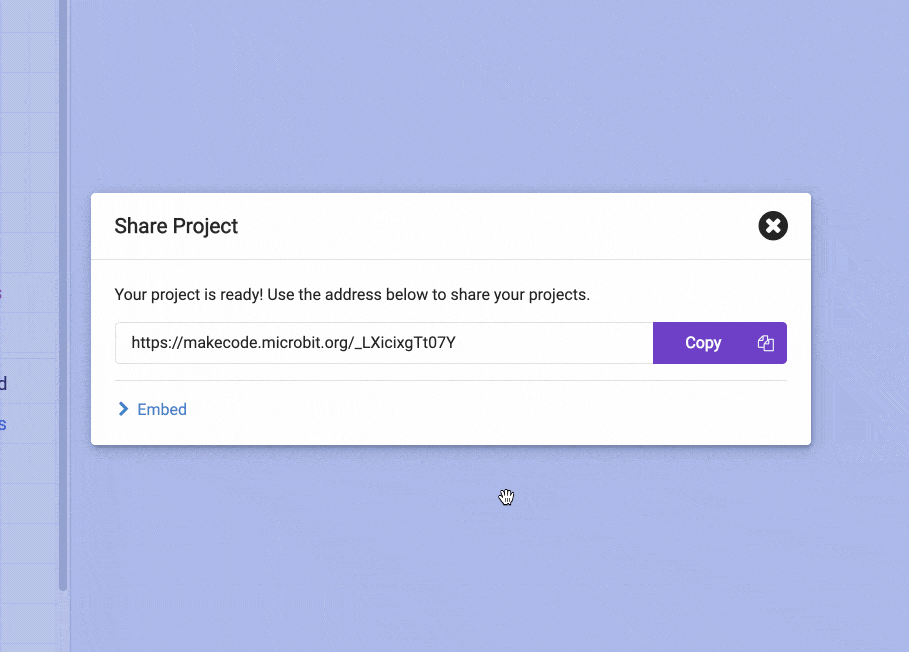 Share Project
Your project is ready! Use the address below to share your projects.
https://makecode.microbit.org/_LXicixgTt07Y
Copy
Embed